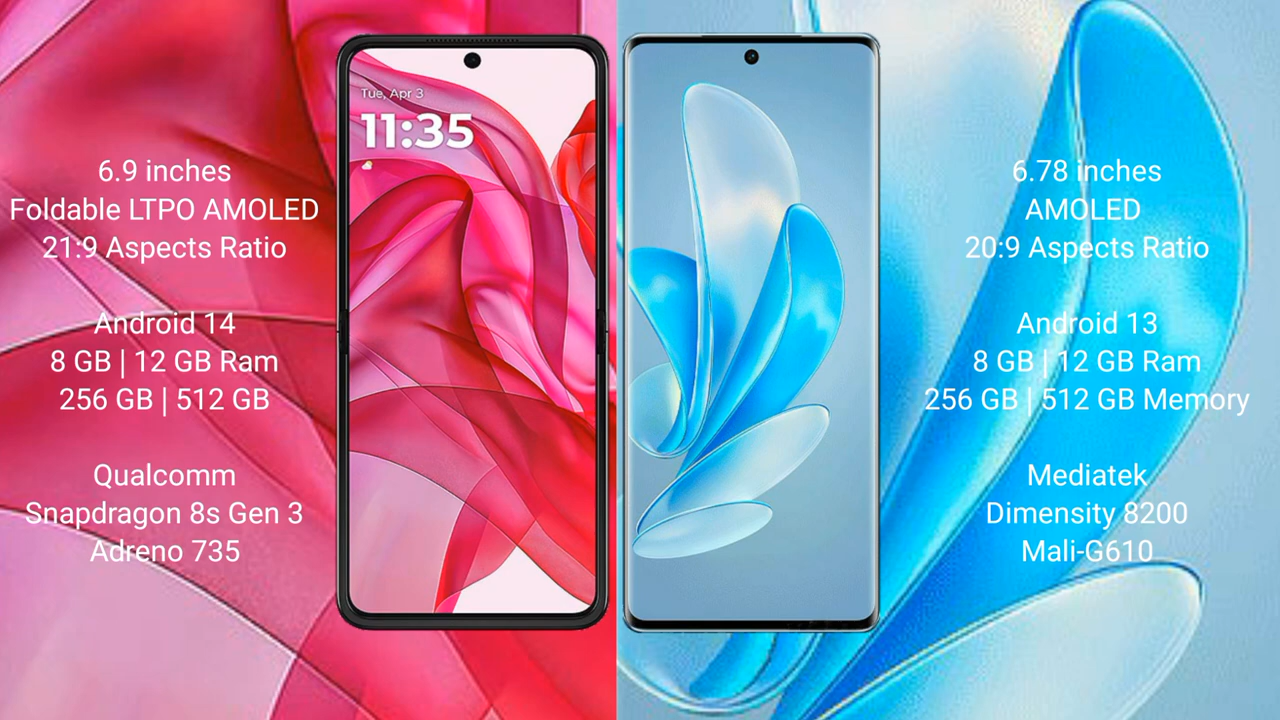 6.9 inches
Foldable LTPO AMOLED
21:9 Aspects Ratio
Android 14
8 GB | 12 GB Ram
256 GB | 512 GB
Qualcomm
Snapdragon 8s Gen 3
Adreno 735
Tue, Apr 3
11:35
6.78 inches
AMOLED
20:9 Aspects Ratio
Android 13
8 GB | 12 GB Ram
256 GB | 512 GB Memory
Mediatek
Dimensity 8200
Mali-G610